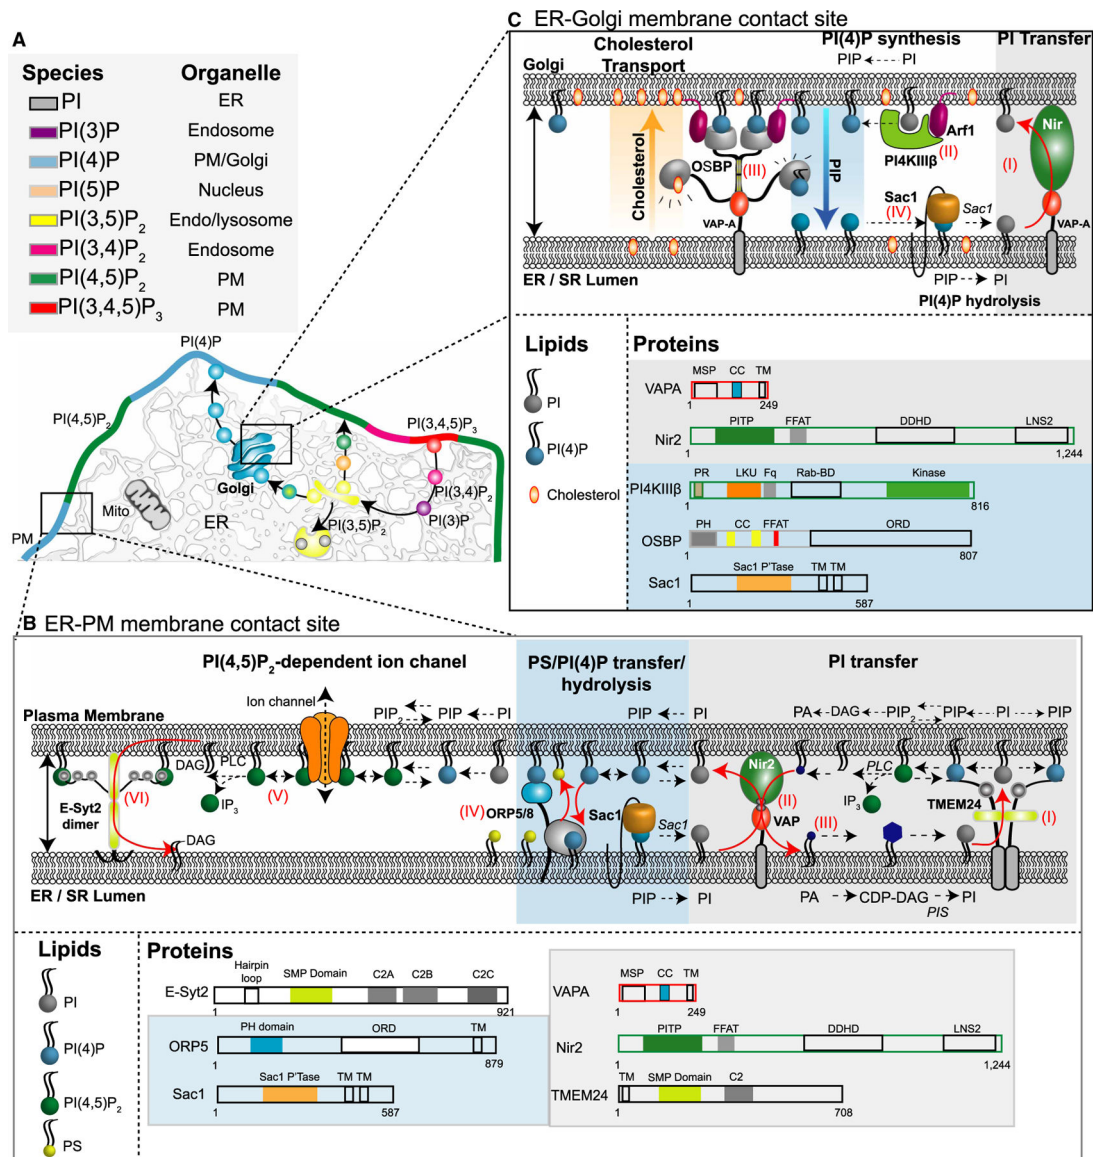 A
Species Organelle
PI ER
PI(3)P Endosome
PI(4)P PM/Golgi
PI(5)P Nucleus
PI(3,5)P2 Endo/lysosome
PI(3,4)P2 Endosome
PI(4,5)P2 PM
PI(3,4,5)P3 PM
PI(4)P
PI(4,5)P2
PI(3,4,5)P3
Golgi
PI(3,4)P2
Mito
PI(3)P
ER
PI(3,5)P2
PM
C ER-Golgi membrane contact site
Cholesterol Transport
PI(4)P synthesis
PI Transfer
Golgi
PIP PI
Arf1
Nir
PI4KIIIβ
(II)
(I)
OSBP
(III)
PIP
Cholesterol
Sac1
(IV)
Sac1
VAP-A
VAP-A
ER / SR Lumen
PIP PI
PI(4)P hydrolysis
Lipids
PI
PI(4)P
Cholesterol
Proteins
MSP CC TM
VAPA
249
PITP FFAT DDHD LNS2
Nir2
1 1,244
PR LKU Fq Rab-BD Kinase
PI4KIIIβ
1 816
PH CC FFAT ORD
OSBP
1 807
Sac1 P'Tase TM TM
Sac1
1 587
B ER-PM membrane contact site
PI(4,5)P2-dependent ion chanel
PS/PI(4)P transfer/
hydrolysis
PI transfer
Ion channel
Plasma Membrane
PIP2 PIP PI
PIP PI
PA DAG PIP2 PIP PI PIP
DAG PLC
IP3
(V)
(VI)
E-Syt2
dimer
DAG
(IV) ORP5/8
Sac1
Sac1
Nir2
(II)
VAP
(III)
PLC
IP3
TMEM24
(I)
ER / SR Lumen
PIP PI
PA CDP-DAG PI
PIS
Lipids
PI
PI(4)P
PI(4,5)P2
PS
Proteins
Hairpin
loop
SMP Domain C2A C2B C2C
E-Syt2
1 921
PH domain ORD TM
ORP5
1 879
Sac1 P'Tase TM TM
Sac1
1 587
MSP CC TM
VAPA
1 249
PITP FFAT DDHD LNS2
Nir2
1 1,244
TM SMP Domain C2
TMEM24
1 708